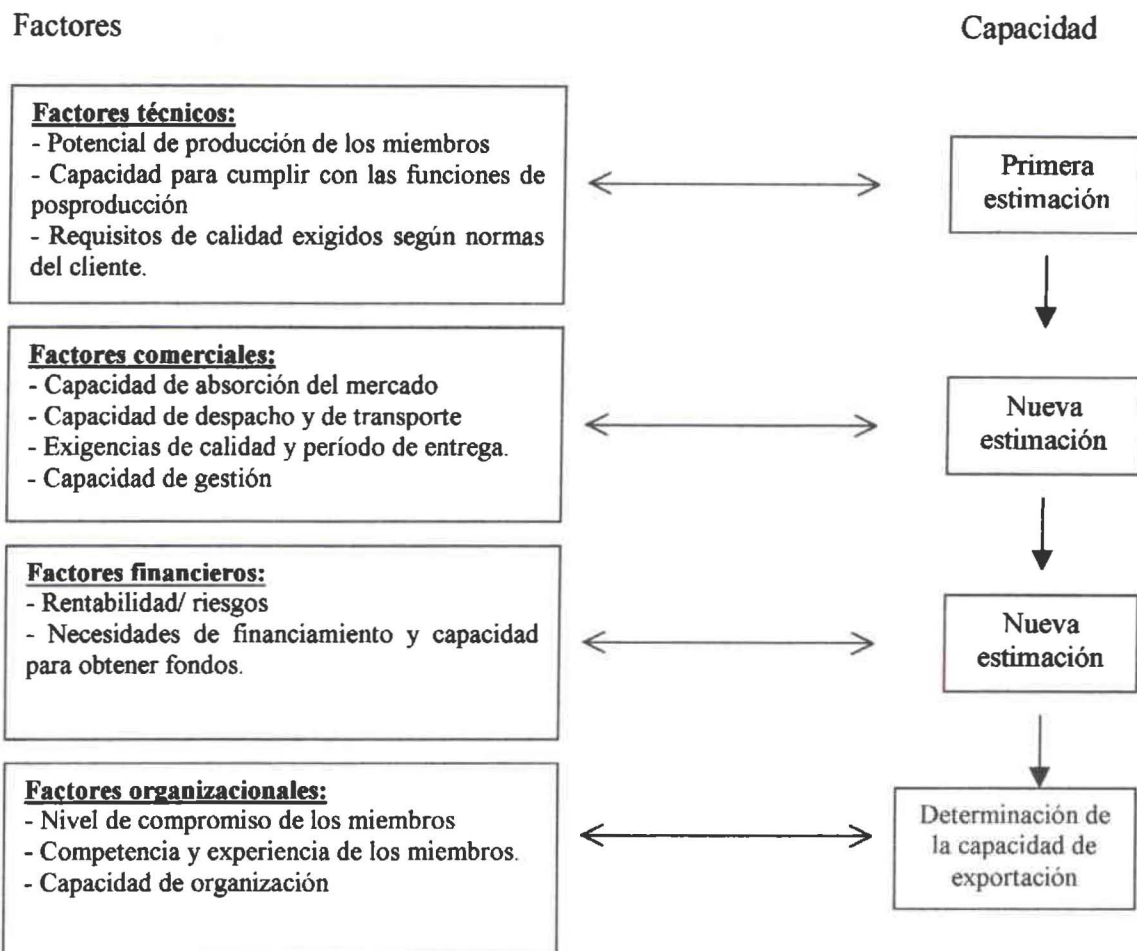 Factores
Capacidad
Factores técnicos:
- Potencial de producción de los miembros
- Capacidad para cumplir con las funciones de
posproducción
- Requisitos de calidad exigidos según normas
del cliente.
Primera
estimación
Factores comerciales:
- Capacidad de absorción del mercado
- Capacidad de despacho y de transporte
- Exigencias de calidad y período de entrega.
- Capacidad de gestión
Nueva
estimación
Factores financieros:
- Rentabilidad/ riesgos
- Necesidades de financiamiento y capacidad
para obtener fondos.
Nueva
estimación
Factores organizacionales:
- Nivel de compromiso de los miembros
- Competencia y experiencia de los miembros.
- Capacidad de organización
Determinación de
la capacidad de
exportación